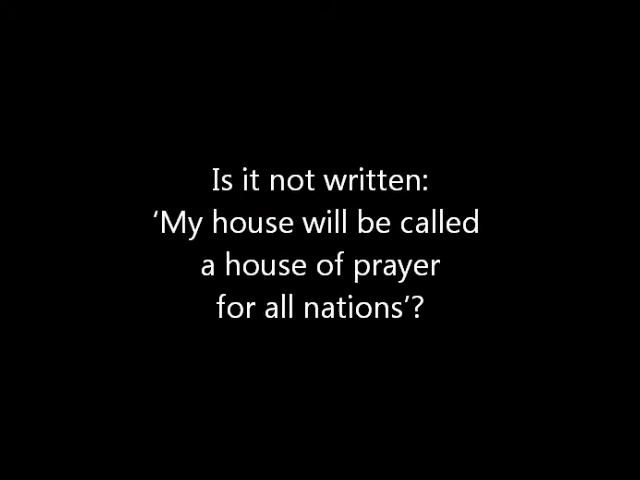 Is it not written:
‘My house will be called
a house of prayer
for all nations’?